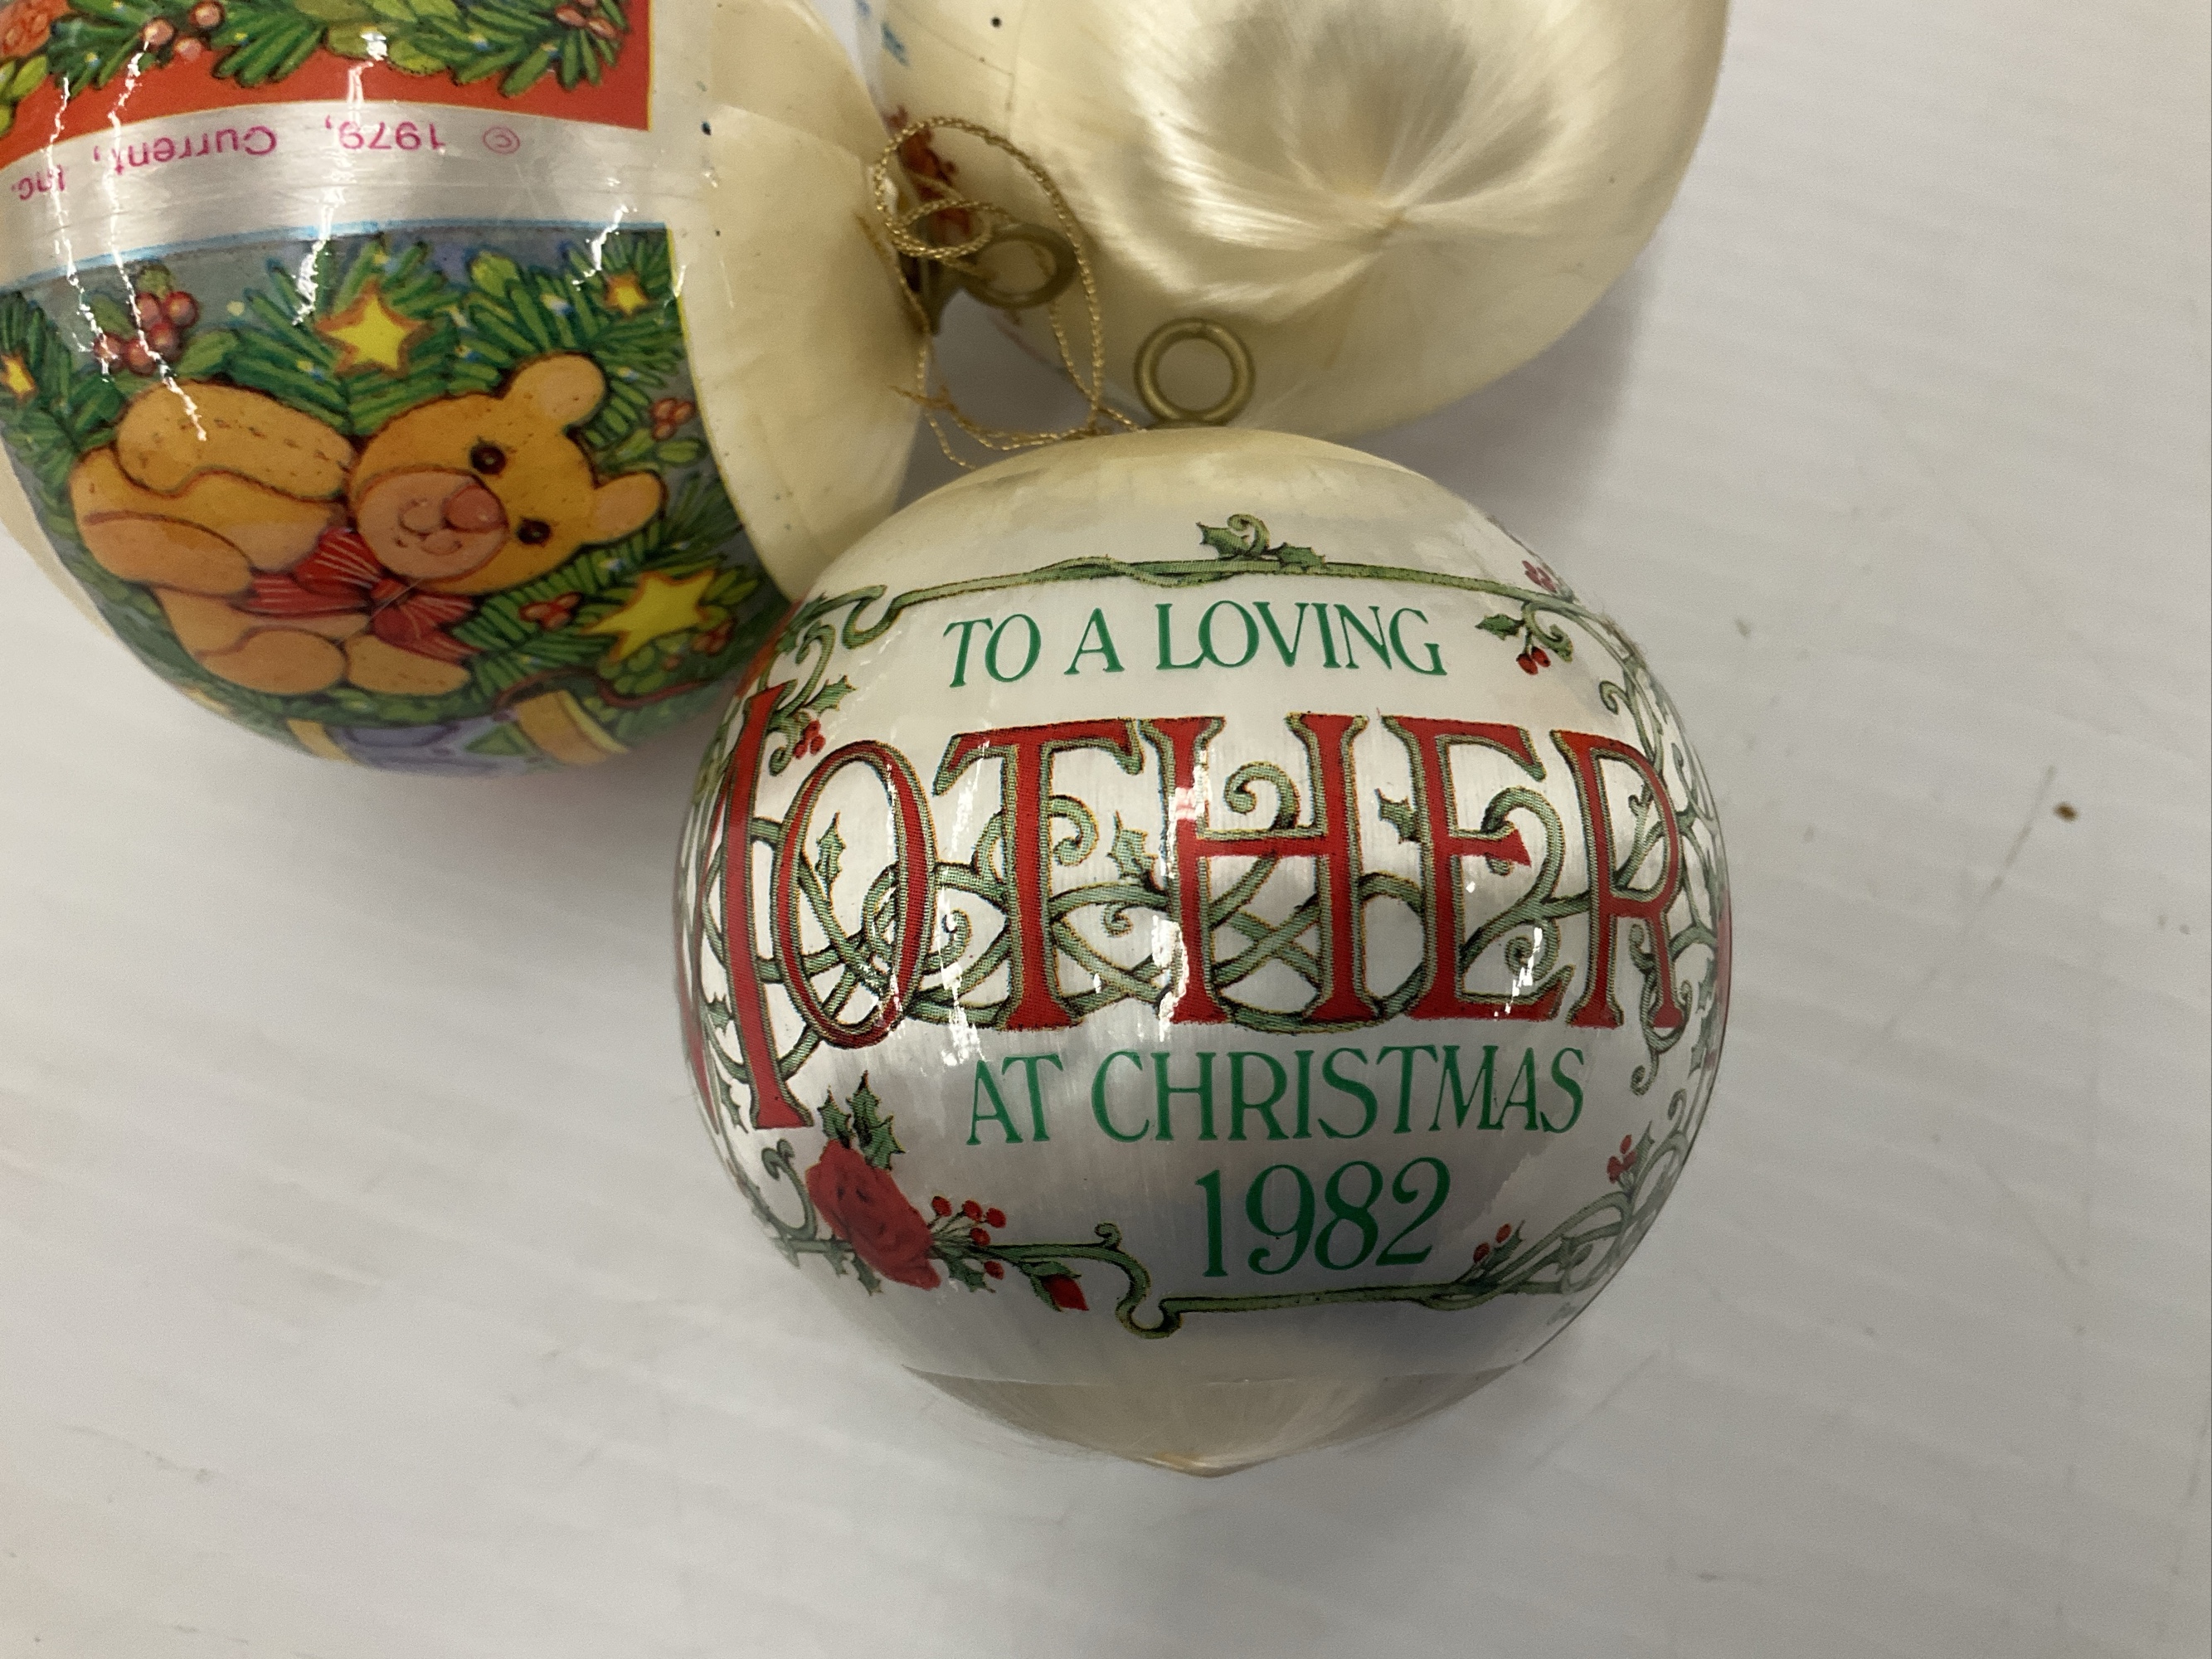 © 1979, Current, Inc.
TO A LOVING
MOTHER
AT CHRISTMAS
1982